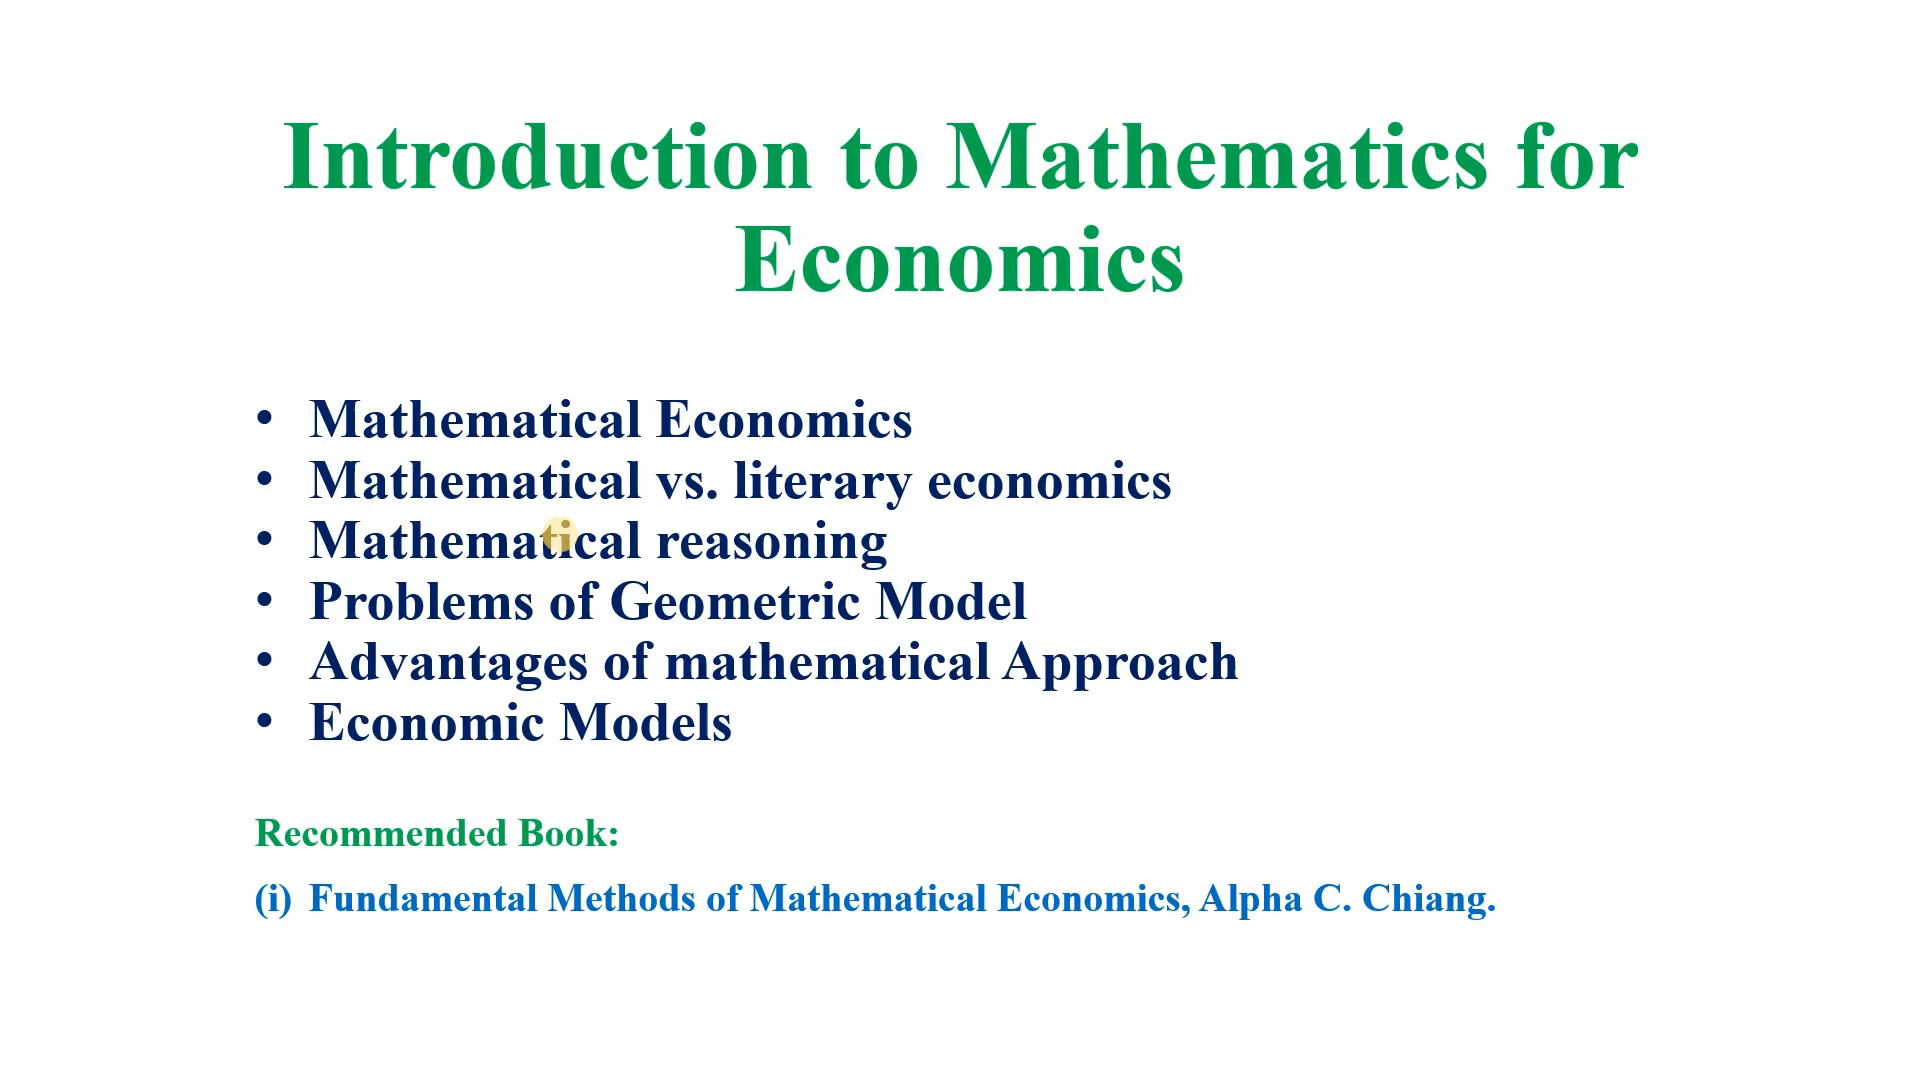 Introduction to Mathematics for
Economics
• Mathematical Economics
• Mathematical vs. literary economics
• Mathematical reasoning
• Problems of Geometric Model
• Advantages of mathematical Approach
• Economic Models
Recommended Book:
(i) Fundamental Methods of Mathematical Economics, Alpha C. Chiang.